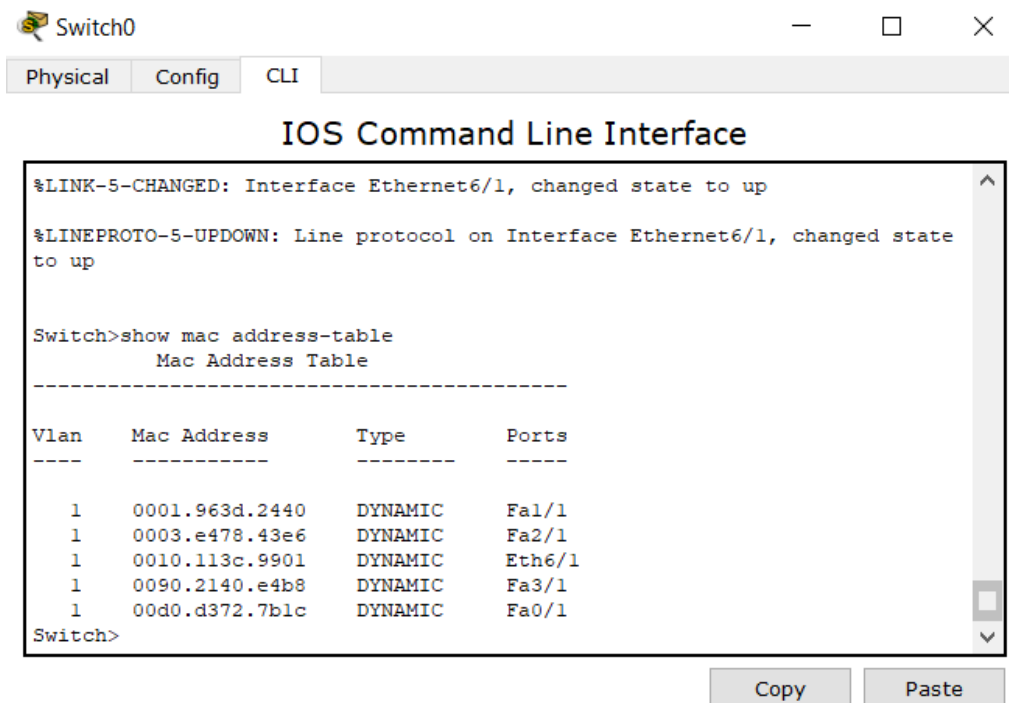 Switch0
Physical Config CLI
IOS Command Line Interface
%LINK-5-CHANGED: Interface Ethernet6/1, changed state to up
%LINEPROTO-5-UPDOWN: Line protocol on Interface Ethernet6/1, changed state
to up
Switch>show mac address-table
Mac Address Table
-------------------------------------------
Vlan Mac Address Type Ports
---- ----------- -------- -----
1 0001.963d.2440 DYNAMIC Fa1/1
1 0003.e478.43e6 DYNAMIC Fa2/1
1 0010.113c.9901 DYNAMIC Eth6/1
1 0090.2140.e4b8 DYNAMIC Fa3/1
1 00d0.d372.7b1c DYNAMIC Fa0/1
Switch>
Copy Paste